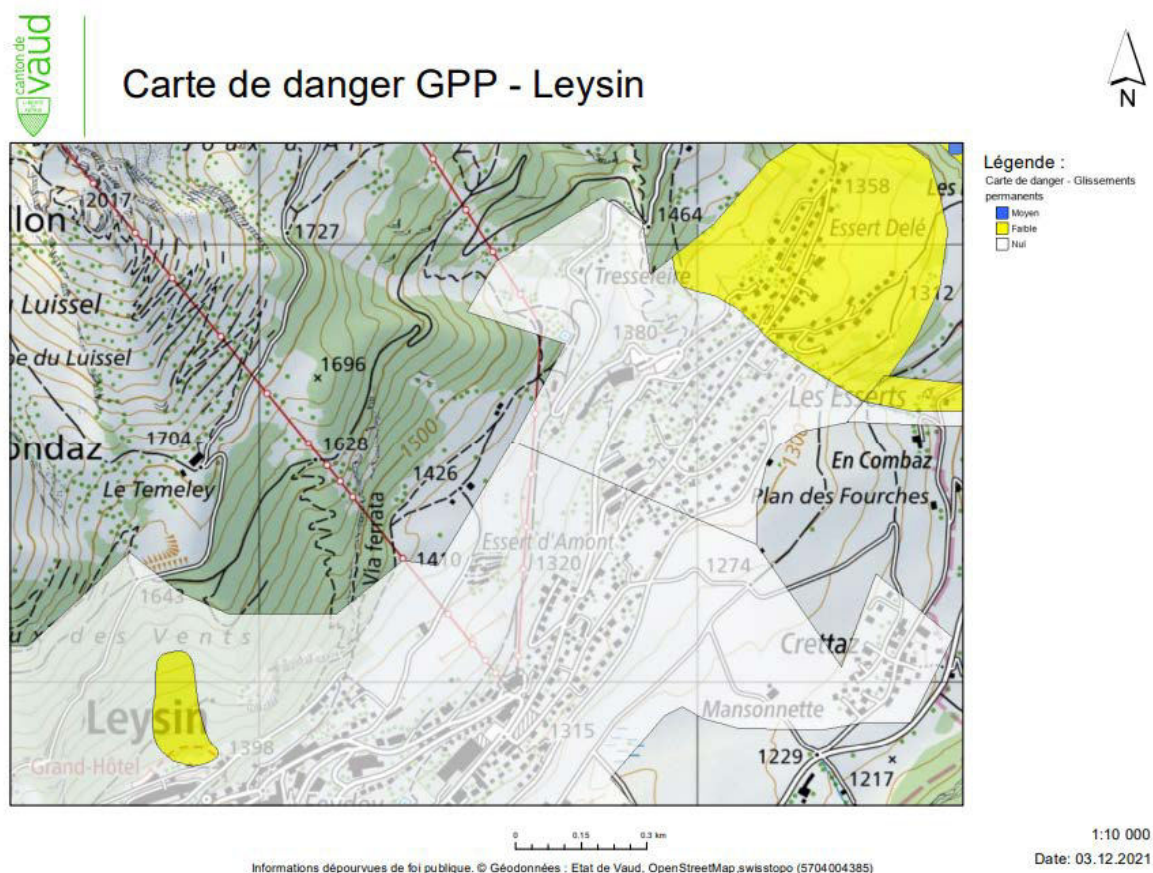 canton de
vaud
Carte de danger GPP - Leysin
N
Légende :
Carte de danger - Glissements
permanents
Moyen
Faible
Nul
2017
1727
1464
1358
Les
llon
Essert Delé
Luissel
Tresseleire
1312
1380
pe du Luissel
1696
Les Esserts
1704
1628
1500
1300
ondaz
1426
En Combaz
Le Temeley
Plan des Fourches
Via ferrata
Essert d'Amont
1410
1320
1274
1643
des Vents
Crettaz
ttaz
Leysin
Mansonnette
1398
1315
1229
1217
Grand-Hôtel
Feydey
0 0.15 0.3 km
1:10 000
Informations dépourvues de foi publique. © Géodonnées : Etat de Vaud, OpenStreetMap,swisstopo (5704004385)
Date: 03.12.2021